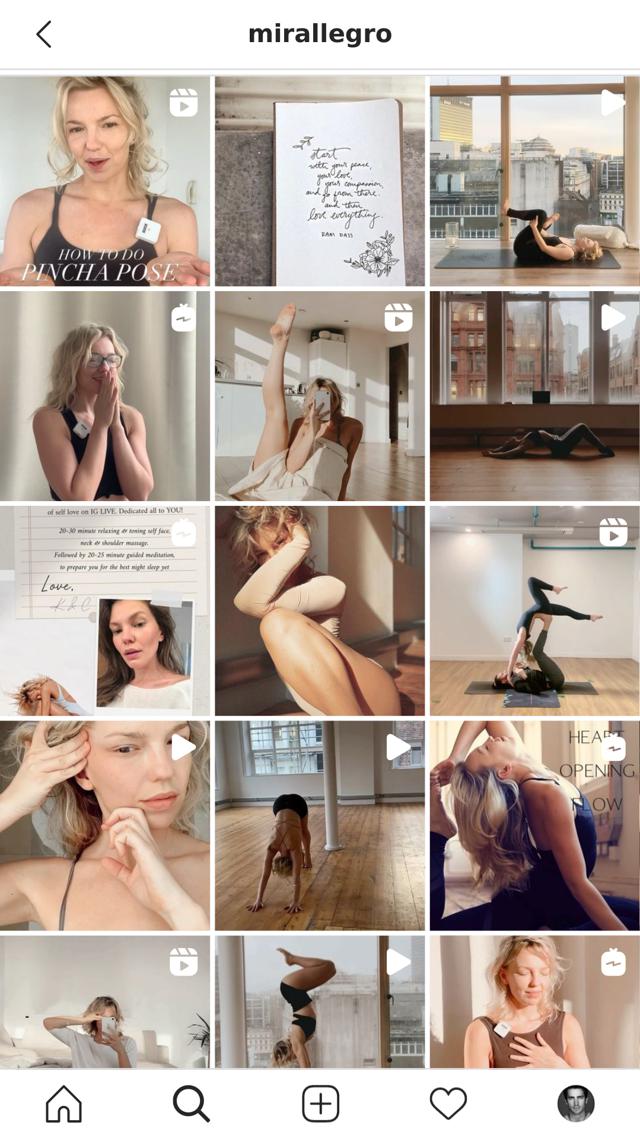 mirallegro
HOW TO DO
PINCHA POSE
start
with your peace,
your love,
your compassion,
and go from there.
and then
love everything.
RAM DASS
of self love on IG LIVE. Dedicated all to YOU!
20-30 minute relaxing & toning self face,
neck & shoulder massage.
Followed by 20-25 minute guided meditation,
to prepare you for the best night sleep yet
Love,
K & C
HEART
OPENING
FLOW